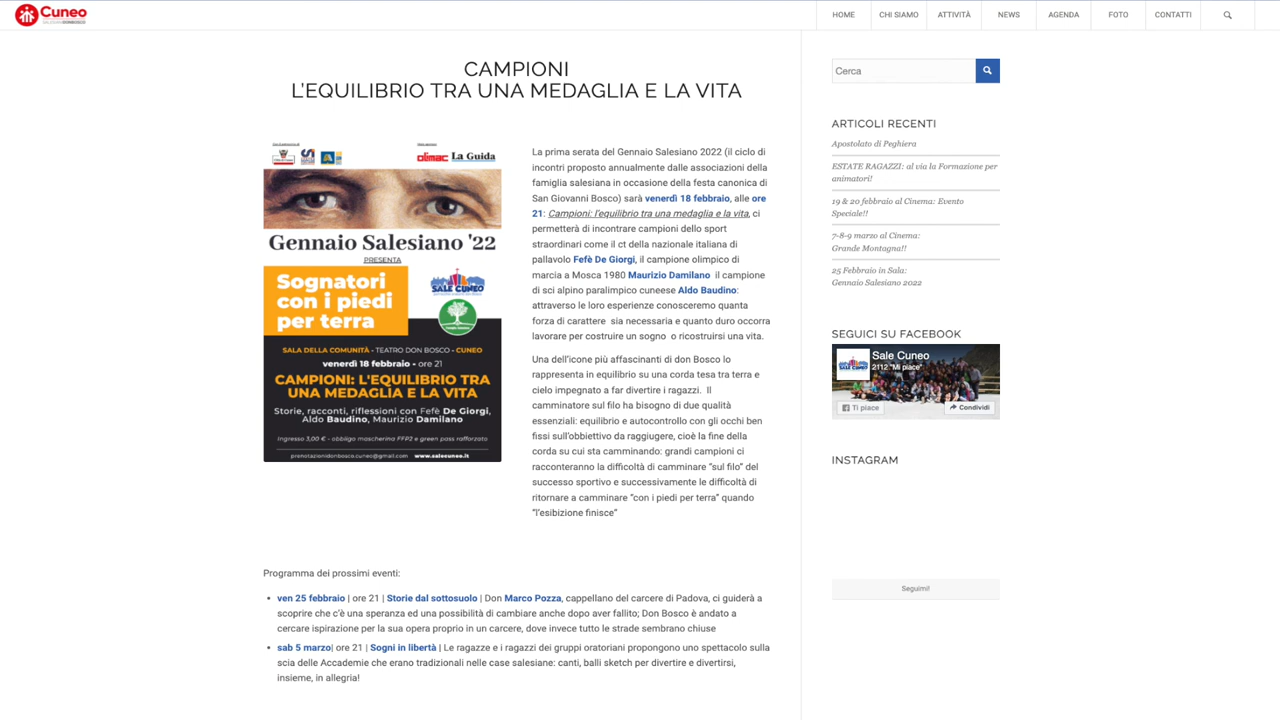 Cuneo
HOME
CHI SIAMO
ATTIVITÀ
NEWS
AGENDA
FOTO
CONTATTI
CAMPIONI
L'EQUILIBRIO TRA UNA MEDAGLIA E LA VITA
olimac La Guida
Gennaio Salesiano '22
PRESENTA
Sognatori
con i piedi
per terra
SALE CUNEO
SALA DELLA COMUNITÀ - TEATRO DON BOSCO - CUNEO
venerdì 18 febbraio - ore 21
CAMPIONI: L'EQUILIBRIO TRA
UNA MEDAGLIA E LA VITA
Storie, racconti, riflessioni con Fefè De Giorgi,
Aldo Baudino, Maurizio Damilano
Ingresso 3,00 € - obbligo mascherina FFP2 e green pass rafforzato
prenotazionidonbosco.cuneo@gmail.com www.salecuneo.it
La prima serata del Gennaio Salesiano 2022 (il ciclo di
incontri proposto annualmente dalle associazioni della
famiglia salesiana in occasione della festa canonica di
San Giovanni Bosco) sarà venerdì 18 febbraio, alle ore
21: Campioni: l'equilibrio tra una medaglia e la vita, ci
permetterà di incontrare campioni dello sport
straordinari come il ct della nazionale italiana di
pallavolo Fefè De Giorgi, il campione olimpico di
marcia a Mosca 1980 Maurizio Damilano il campione
di sci alpino paralimpico cuneese Aldo Baudino:
attraverso le loro esperienze conosceremo quanta
forza di carattere sia necessaria e quanto duro occorra
lavorare per costruire un sogno o ricostruirsi una vita.
Una dell'icone più affascinanti di don Bosco lo
rappresenta in equilibrio su una corda tesa tra terra e
cielo impegnato a far divertire i ragazzi. Il
camminatore sul filo ha bisogno di due qualità
essenziali: equilibrio e autocontrollo con gli occhi ben
fissi sull'obbiettivo da raggiugere, cioè la fine della
corda su cui sta camminando: grandi campioni ci
racconteranno la difficoltà di camminare "sul filo" del
successo sportivo e successivamente le difficoltà di
ritornare a camminare "con i piedi per terra" quando
"l'esibizione finisce"
Programma dei prossimi eventi:
• ven 25 febbraio | ore 21 | Storie dal sottosuolo | Don Marco Pozza, cappellano del carcere di Padova, ci guiderà a
scoprire che c'è una speranza ed una possibilità di cambiare anche dopo aver fallito; Don Bosco è andato a
cercare ispirazione per la sua opera proprio in un carcere, dove invece tutto le strade sembrano chiuse
• sab 5 marzo| ore 21 | Sogni in libertà | Le ragazze e i ragazzi dei gruppi oratoriani propongono uno spettacolo sulla
scia delle Accademie che erano tradizionali nelle case salesiane: canti, balli sketch per divertire e divertirsi,
insieme, in allegria!
Cerca
ARTICOLI RECENTI
Apostolato di Peghiera
ESTATE RAGAZZI: al via la Formazione per
animatori!
19 & 20 febbraio al Cinema: Evento
Speciale!!
7-8-9 marzo al Cinema:
Grande Montagna!!
25 Febbraio in Sala:
Gennaio Salesiano 2022
SEGUICI SU FACEBOOK
SALE CUNEO
Sale Cuneo
2112 "Mi piace"
Ti piace
Condividi
INSTAGRAM
Seguimi!